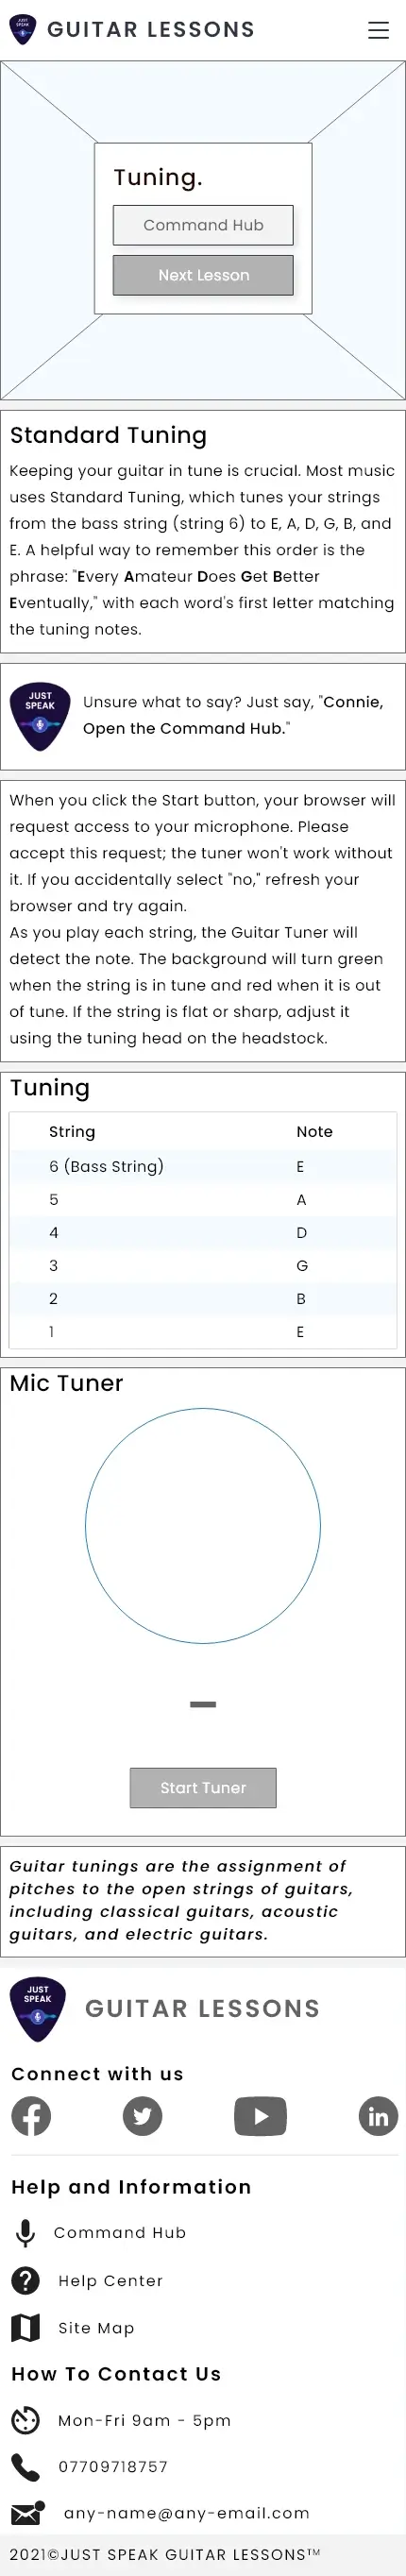 JUST
SPEAK
GUITAR LESSONS
Tuning.
Command Hub
Next Lesson
Standard Tuning
Keeping your guitar in tune is crucial. Most music
uses Standard Tuning, which tunes your strings
from the bass string (string 6) to E, A, D, G, B, and
E. A helpful way to remember this order is the
phrase: "Every Amateur Does Get Better
Eventually," with each word's first letter matching
the tuning notes.
JUST
SPEAK
Unsure what to say? Just say, "Connie,
Open the Command Hub."
When you click the Start button, your browser will
request access to your microphone. Please
accept this request; the tuner won't work without
it. If you accidentally select "no," refresh your
browser and try again.
As you play each string, the Guitar Tuner will
detect the note. The background will turn green
when the string is in tune and red when it is out
of tune. If the string is flat or sharp, adjust it
using the tuning head on the headstock.
Tuning
String Note
6 (Bass String) E
5 A
4 D
3 G
2 B
1 E
Mic Tuner
–
Start Tuner
Guitar tunings are the assignment of
pitches to the open strings of guitars,
including classical guitars, acoustic
guitars, and electric guitars.
JUST
SPEAK
GUITAR LESSONS
Connect with us
Help and Information
Command Hub
Help Center
Site Map
How To Contact Us
Mon-Fri 9am - 5pm
07709718757
any-name@any-email.com
2021©JUST SPEAK GUITAR LESSONS™